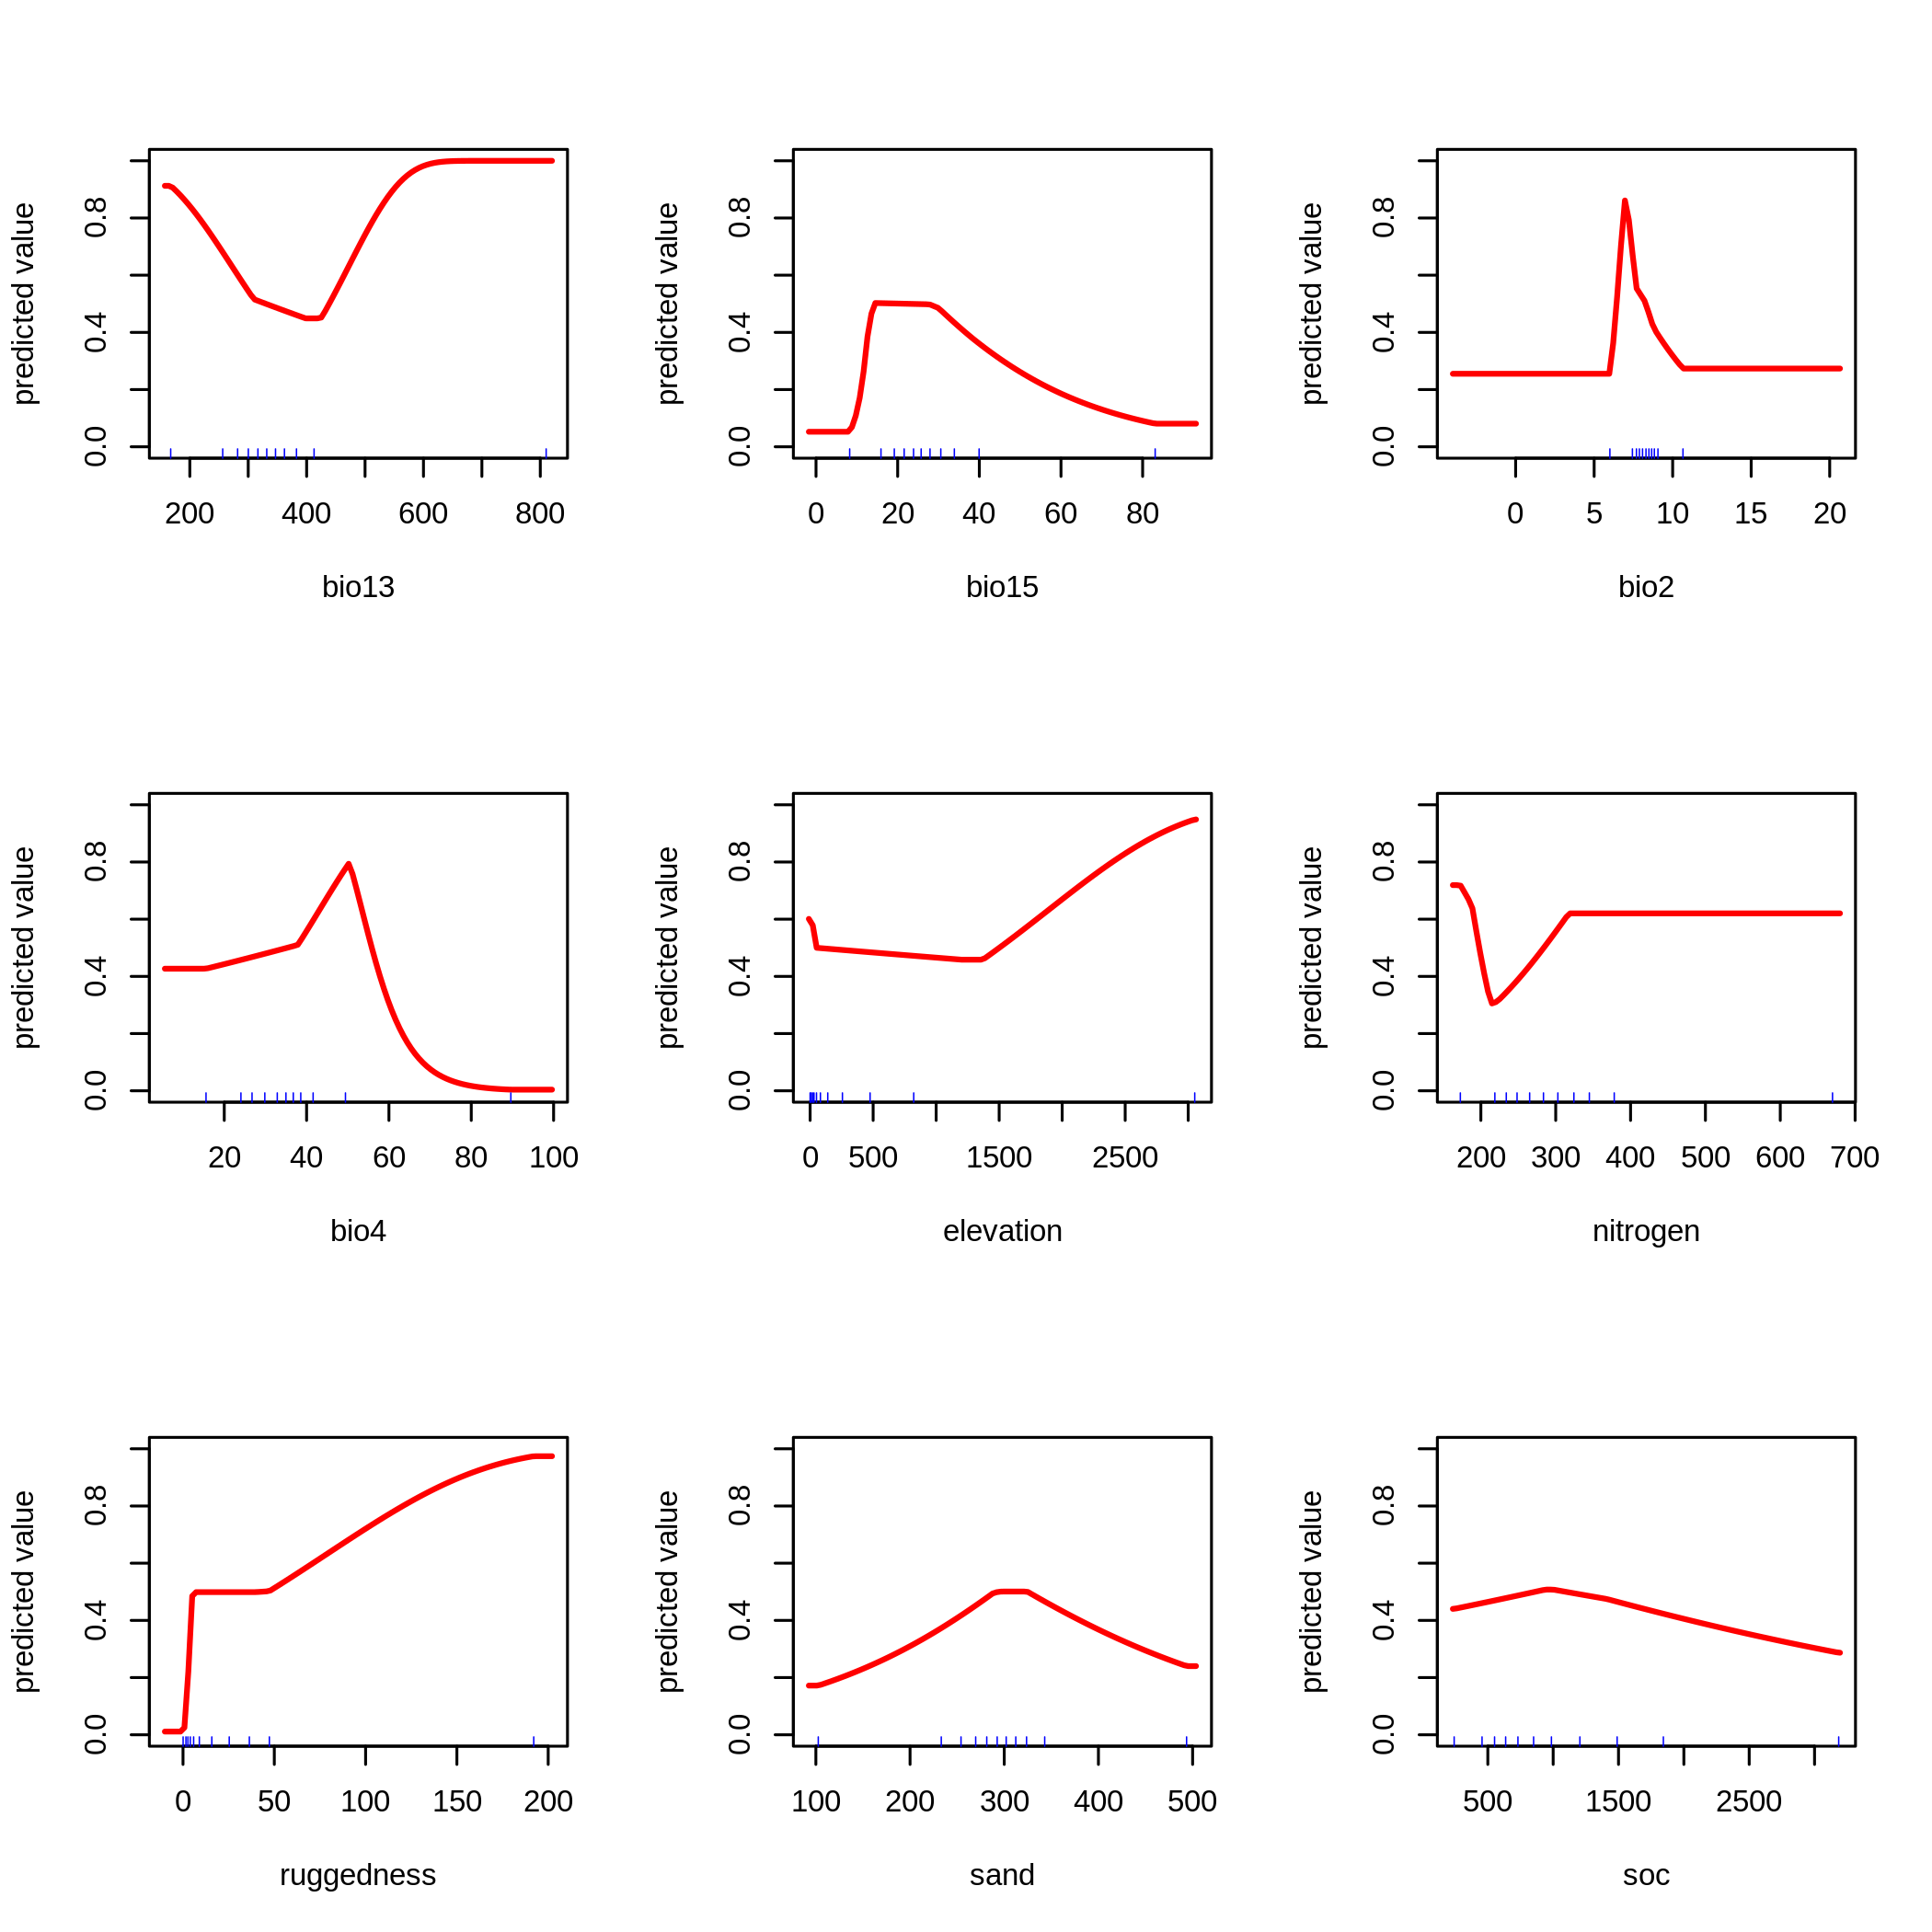 predicted value
0.0 0.4 0.8
200 400 600 800
bio13
predicted value
0.0 0.4 0.8
0 20 40 60 80
bio15
predicted value
0.0 0.4 0.8
0 5 10 15 20
bio2
predicted value
0.0 0.4 0.8
20 40 60 80 100
bio4
predicted value
0.0 0.4 0.8
0 500 1500 2500
elevation
predicted value
0.0 0.4 0.8
200 300 400 500 600 700
nitrogen
predicted value
0.0 0.4 0.8
0 50 100 150 200
ruggedness
predicted value
0.0 0.4 0.8
100 200 300 400 500
sand
predicted value
0.0 0.4 0.8
500 1500 2500
soc